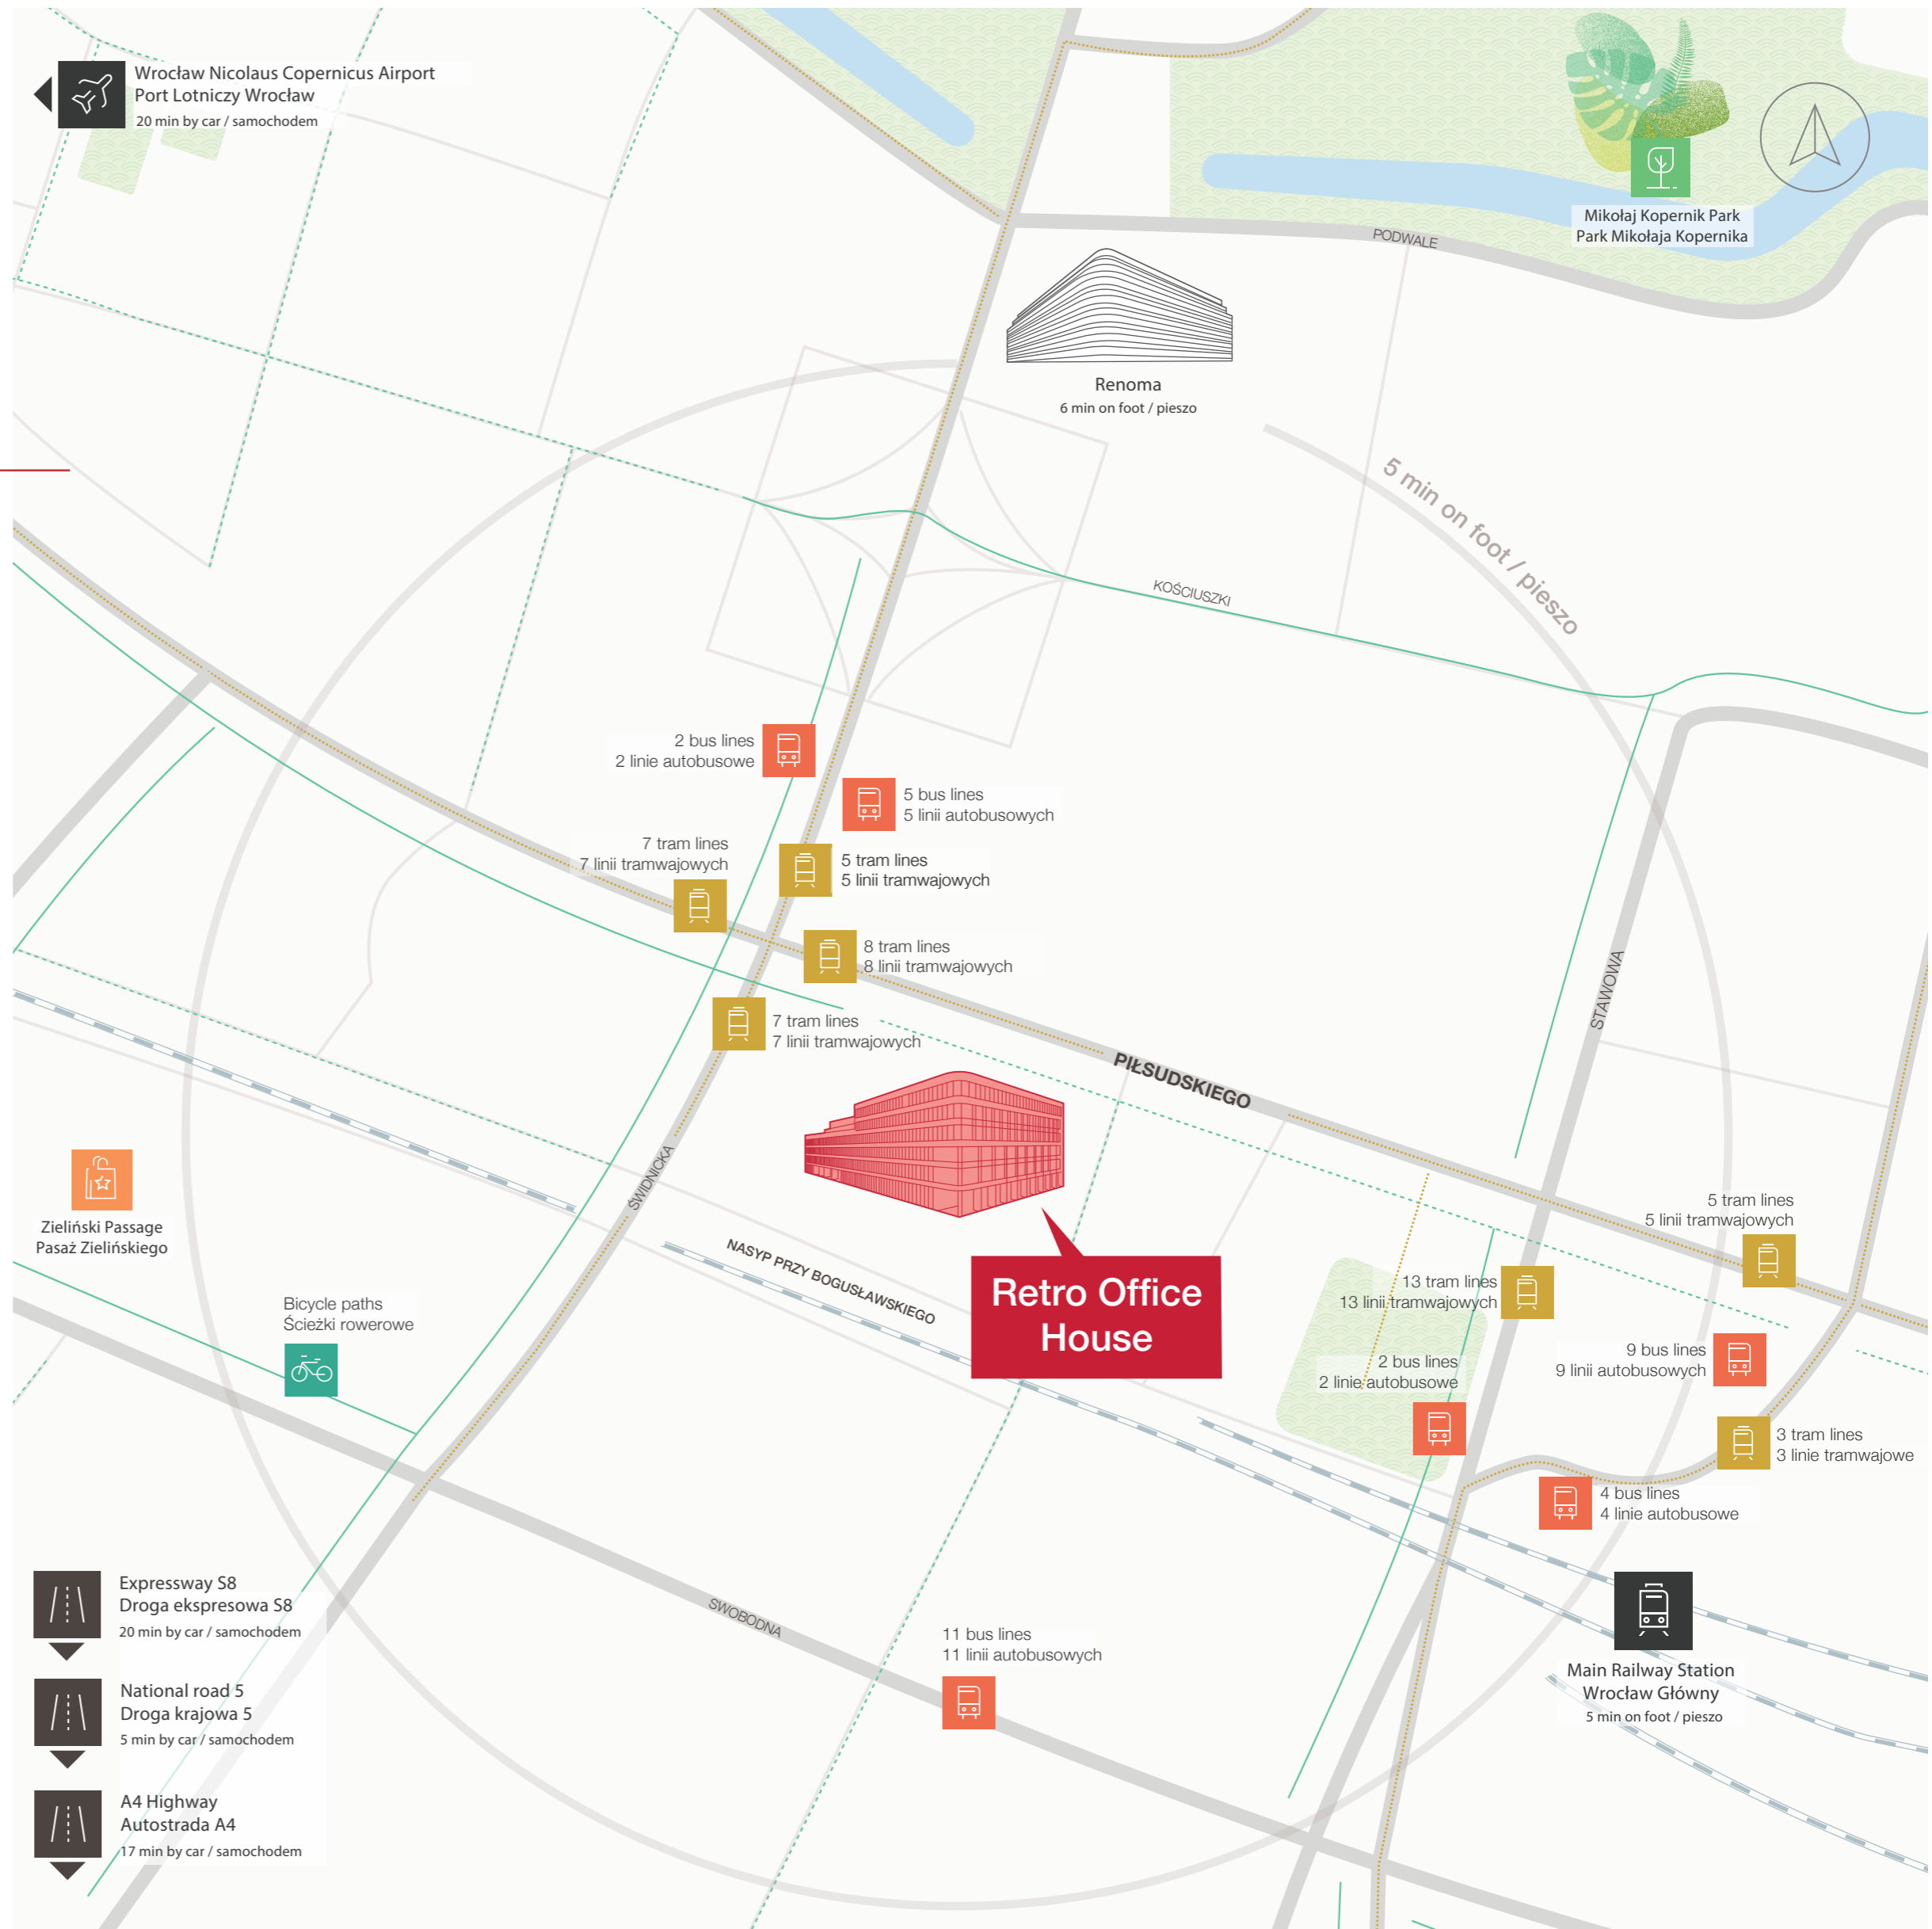 Wrocław Nicolaus Copernicus Airport
Port Lotniczy Wrocław
20 min by car / samochodem
Mikołaj Kopernik Park
Park Mikołaja Kopernika
PODWALE
Renoma
6 min on foot / pieszo
5 min on foot / pieszo
KOŚCIUSZKI
2 bus lines
2 linie autobusowe
5 bus lines
5 linii autobusowych
7 tram lines
7 linii tramwajowych
5 tram lines
5 linii tramwajowych
8 tram lines
8 linii tramwajowych
STAWOWA
7 tram lines
7 linii tramwajowych
PIŁSUDSKIEGO
ŚWIDNICKA
Zieliński Passage
Pasaż Zielińskiego
5 tram lines
5 linii tramwajowych
NASYP PRZY BOGUSŁAWSKIEGO
Retro Office
House
13 tram lines
13 linii tramwajowych
Bicycle paths
Ścieżki rowerowe
9 bus lines
9 linii autobusowych
2 bus lines
2 linie autobusowe
3 tram lines
3 linie tramwajowe
4 bus lines
4 linie autobusowe
Expressway S8
Droga ekspresowa S8
20 min by car / samochodem
SWOBODNA
11 bus lines
11 linii autobusowych
Main Railway Station
Wrocław Główny
5 min on foot / pieszo
National road 5
Droga krajowa 5
5 min by car / samochodem
A4 Highway
Autostrada A4
17 min by car / samochodem